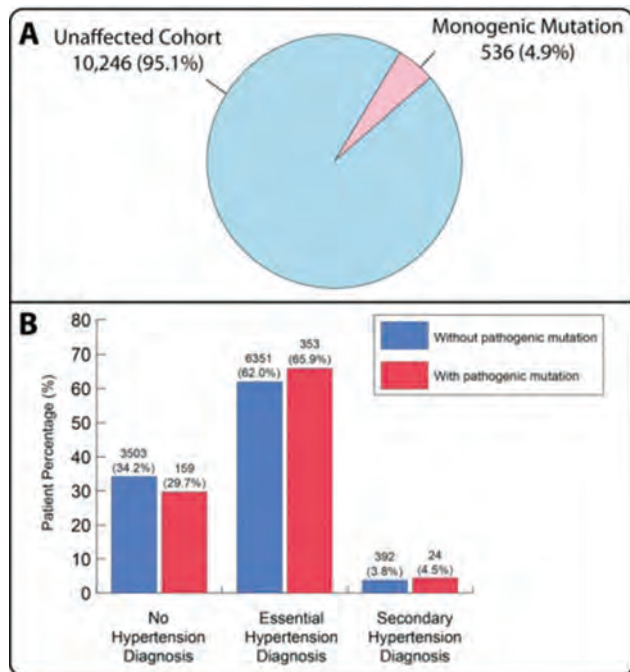 A
Unaffected Cohort
10,246 (95.1%)
Monogenic Mutation
536 (4.9%)
B
Without pathogenic mutation
With pathogenic mutation
Patient Percentage (%)
80
70
60
50
40
30
20
10
0
3503
(34.2%)
159
(29.7%)
6351
(62.0%)
353
(65.9%)
392
(3.8%)
24
(4.5%)
No
Hypertension
Diagnosis
Essential
Hypertension
Diagnosis
Secondary
Hypertension
Diagnosis